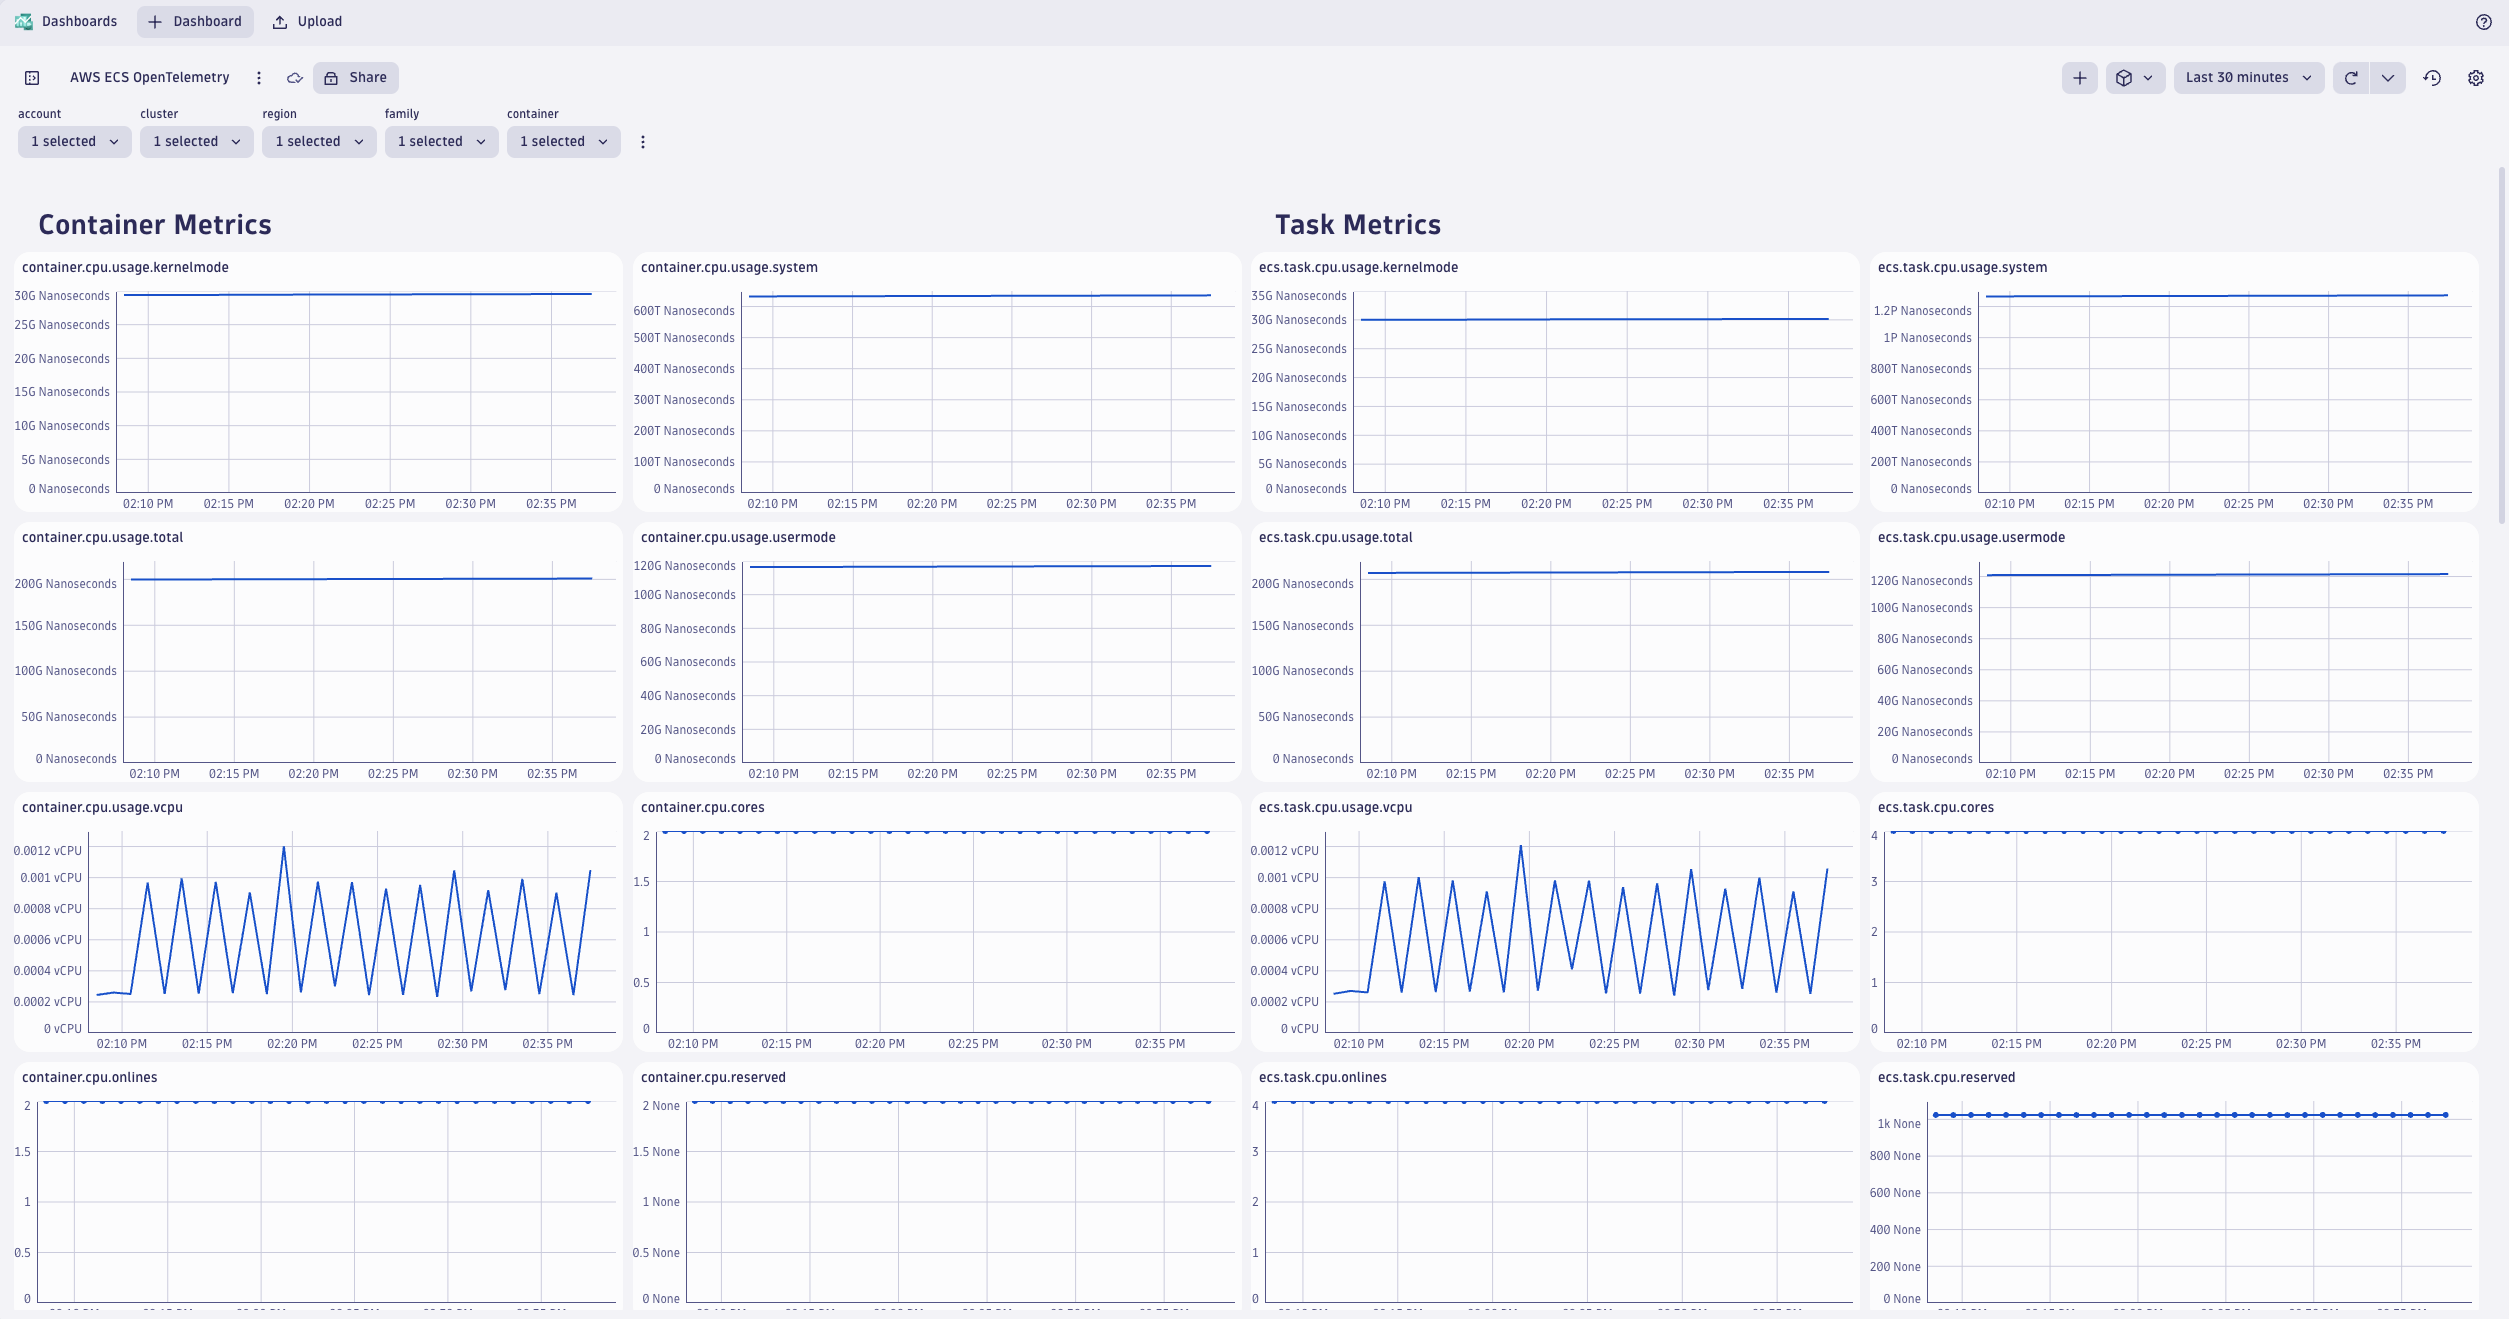 Dashboards
Dashboard
Upload
AWS ECS OpenTelemetry
Share
Last 30 minutes
account
cluster
region
family
container
1 selected
1 selected
1 selected
1 selected
1 selected
Container Metrics
Task Metrics
container.cpu.usage.kernelmode
30G Nanoseconds
25G Nanoseconds
20G Nanoseconds
15G Nanoseconds
10G Nanoseconds
5G Nanoseconds
0 Nanoseconds
02:10 PM 02:15 PM 02:20 PM 02:25 PM 02:30 PM 02:35 PM
container.cpu.usage.system
600T Nanoseconds
500T Nanoseconds
400T Nanoseconds
300T Nanoseconds
200T Nanoseconds
100T Nanoseconds
0 Nanoseconds
02:10 PM 02:15 PM 02:20 PM 02:25 PM 02:30 PM 02:35 PM
ecs.task.cpu.usage.kernelmode
35G Nanoseconds
30G Nanoseconds
25G Nanoseconds
20G Nanoseconds
15G Nanoseconds
10G Nanoseconds
5G Nanoseconds
0 Nanoseconds
02:10 PM 02:15 PM 02:20 PM 02:25 PM 02:30 PM 02:35 PM
ecs.task.cpu.usage.system
1.2P Nanoseconds
1P Nanoseconds
800T Nanoseconds
600T Nanoseconds
400T Nanoseconds
200T Nanoseconds
0 Nanoseconds
02:10 PM 02:15 PM 02:20 PM 02:25 PM 02:30 PM 02:35 PM
container.cpu.usage.total
200G Nanoseconds
150G Nanoseconds
100G Nanoseconds
50G Nanoseconds
0 Nanoseconds
02:10 PM 02:15 PM 02:20 PM 02:25 PM 02:30 PM 02:35 PM
container.cpu.usage.usermode
120G Nanoseconds
100G Nanoseconds
80G Nanoseconds
60G Nanoseconds
40G Nanoseconds
20G Nanoseconds
0 Nanoseconds
02:10 PM 02:15 PM 02:20 PM 02:25 PM 02:30 PM 02:35 PM
ecs.task.cpu.usage.total
200G Nanoseconds
150G Nanoseconds
100G Nanoseconds
50G Nanoseconds
0 Nanoseconds
02:10 PM 02:15 PM 02:20 PM 02:25 PM 02:30 PM 02:35 PM
ecs.task.cpu.usage.usermode
120G Nanoseconds
100G Nanoseconds
80G Nanoseconds
60G Nanoseconds
40G Nanoseconds
20G Nanoseconds
0 Nanoseconds
02:10 PM 02:15 PM 02:20 PM 02:25 PM 02:30 PM 02:35 PM
container.cpu.usage.vcpu
0.0012 vCPU
0.001 vCPU
0.0008 vCPU
0.0006 vCPU
0.0004 vCPU
0.0002 vCPU
0 vCPU
02:10 PM 02:15 PM 02:20 PM 02:25 PM 02:30 PM 02:35 PM
container.cpu.cores
2
1.5
1
0.5
0
02:10 PM 02:15 PM 02:20 PM 02:25 PM 02:30 PM 02:35 PM
ecs.task.cpu.usage.vcpu
0.0012 vCPU
0.001 vCPU
0.0008 vCPU
0.0006 vCPU
0.0004 vCPU
0.0002 vCPU
0 vCPU
02:10 PM 02:15 PM 02:20 PM 02:25 PM 02:30 PM 02:35 PM
ecs.task.cpu.cores
4
3
2
1
0
02:10 PM 02:15 PM 02:20 PM 02:25 PM 02:30 PM 02:35 PM
container.cpu.onlines
2
1.5
1
0.5
0
container.cpu.reserved
2 None
1.5 None
1 None
0.5 None
0 None
ecs.task.cpu.onlines
4
3
2
1
0
ecs.task.cpu.reserved
1k None
800 None
600 None
400 None
200 None
0 None